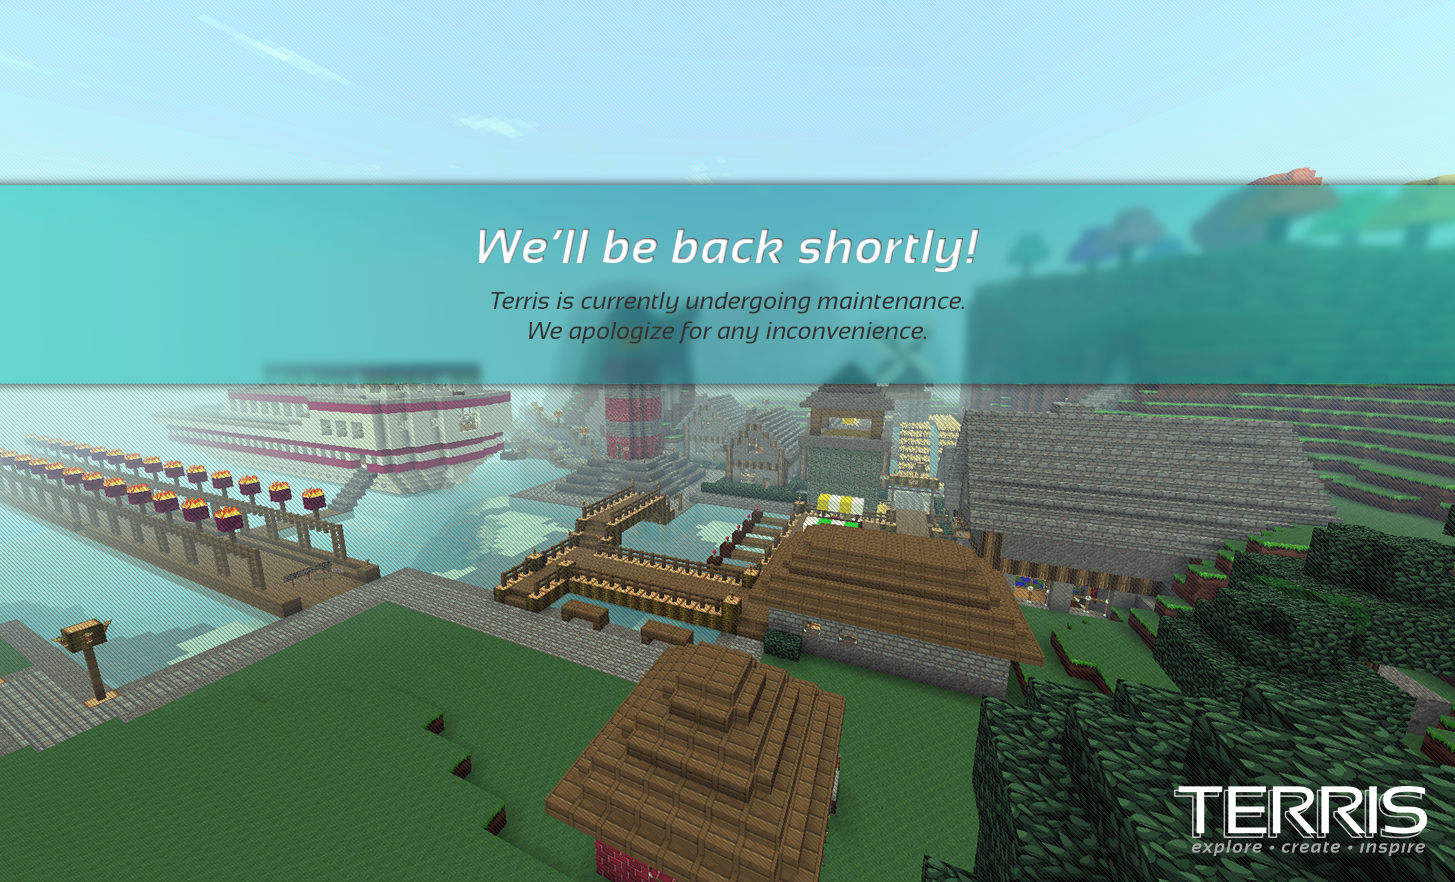 We'll be back shortly!
Terris is currently undergoing maintenance.
We apologize for any inconvenience.
TERRIS
explore • create • inspire